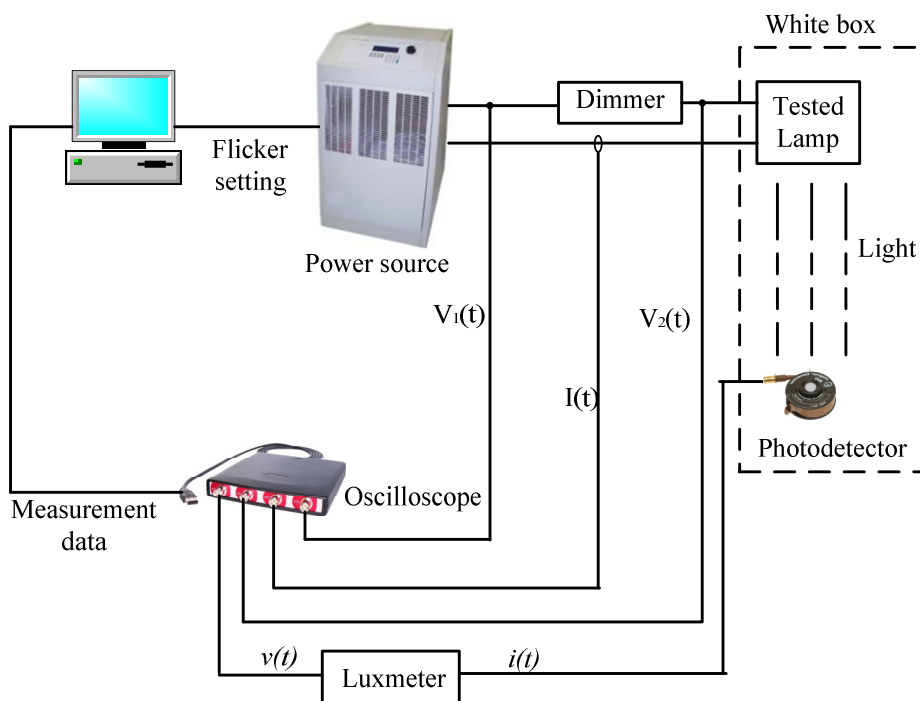 White box
Dimmer
Tested
Lamp
Flicker
setting
Power source
Light
V₁(t)
V₂(t)
I(t)
Photodetector
Oscilloscope
Measurement
data
v(t)
Luxmeter
i(t)